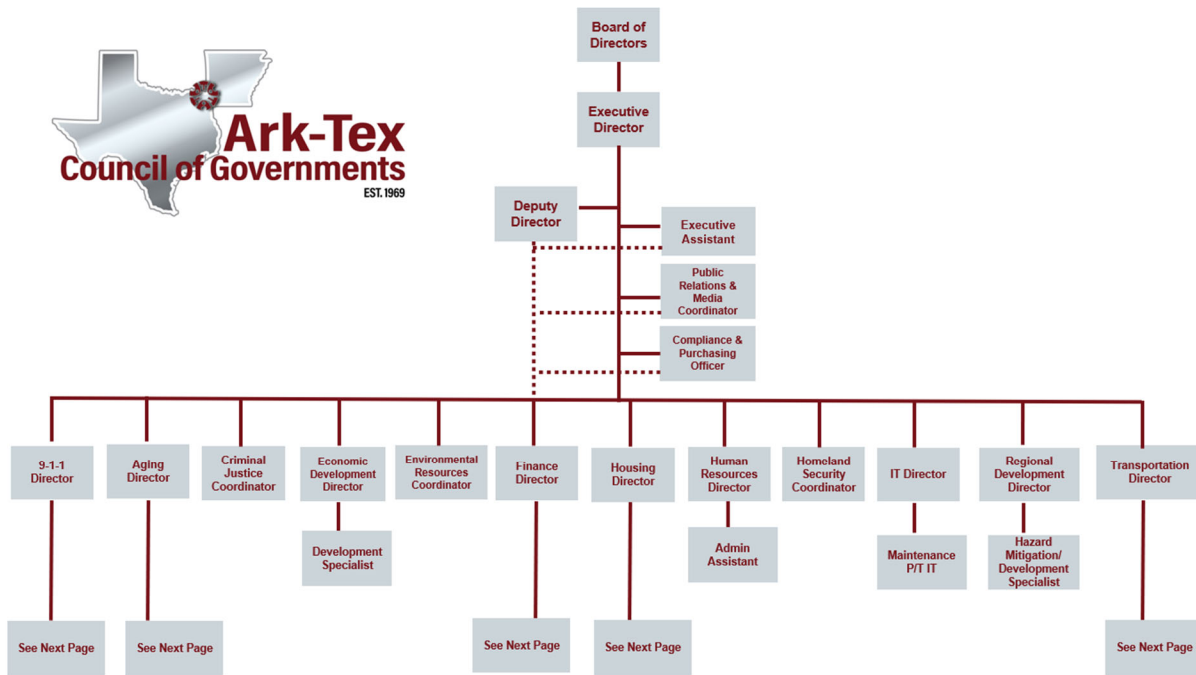 Board of
Directors
Executive
Director
Ark-Tex
Council of Governments
EST. 1969
Deputy
Director
Executive
Assistant
Public
Relations &
Media
Coordinator
Compliance &
Purchasing
Officer
9-1-1
Director
Aging
Director
Criminal
Justice
Coordinator
Economic
Development
Director
Environmental
Resources
Coordinator
Finance
Director
Housing
Director
Human
Resources
Director
Homeland
Security
Coordinator
IT Director
Regional
Development
Director
Transportation
Director
Development
Specialist
Admin
Assistant
Maintenance
P/T IT
Hazard
Mitigation/
Development
Specialist
See Next Page
See Next Page
See Next Page
See Next Page
See Next Page